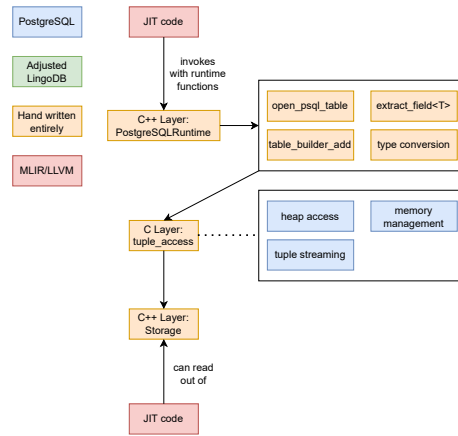 PostgreSQL
Adjusted
LingoDB
Hand written
entirely
MLIR/LLVM
JIT code
invokes
with runtime
functions
C++ Layer:
PostgreSQLRuntime
open_psql_table
extract_field<T>
table_builder_add
type conversion
C Layer:
tuple_access
heap access
memory
management
tuple streaming
C++ Layer:
Storage
can read
out of
JIT code